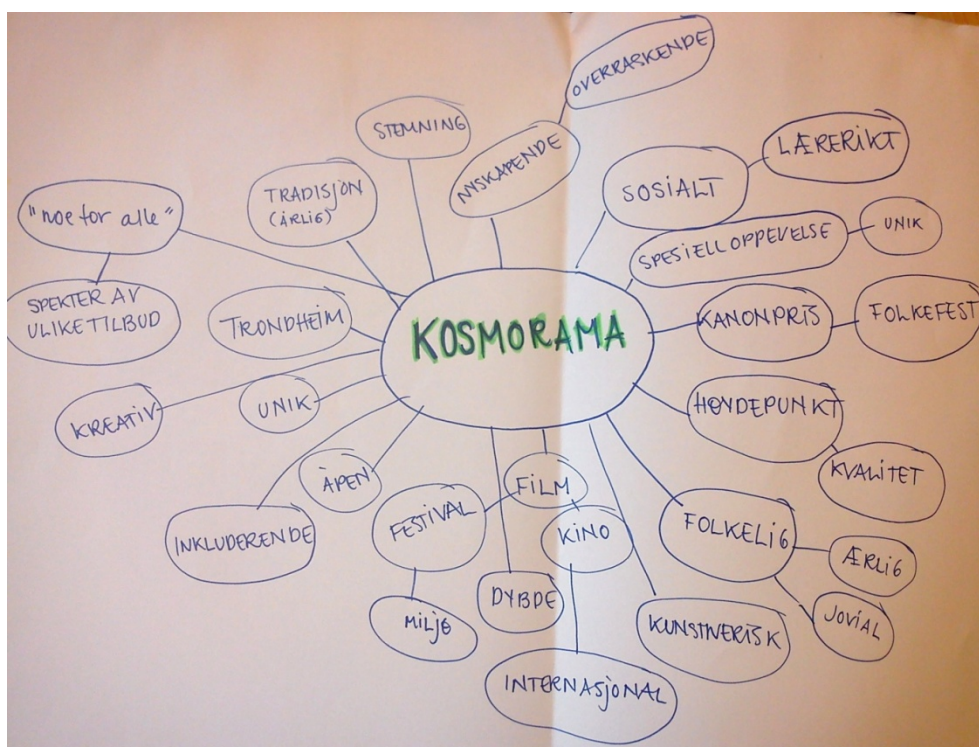 OVERRASKENDE
STEMNING
NYSKAPENDE
LÆRERIKT
SOSIALT
TRADISJON
(ÅRLIG)
"noe for alle"
SPESIELL OPPEVELSE
UNIK
SPEKTER AV
ULIKE TILBUD
TRONDHEIM
KOSMORAMA
KANONPRIS
FOLKEFEST
KREATIV
UNIK
HØYDEPUNKT
KVALITET
ÅPEN
FILM
FESTIVAL
KINO
FOLKELIG
INKLUDERENDE
ÆRLIG
DYBDE
MILJØ
KUNSTNERISK
JOVIAL
INTERNASJONAL